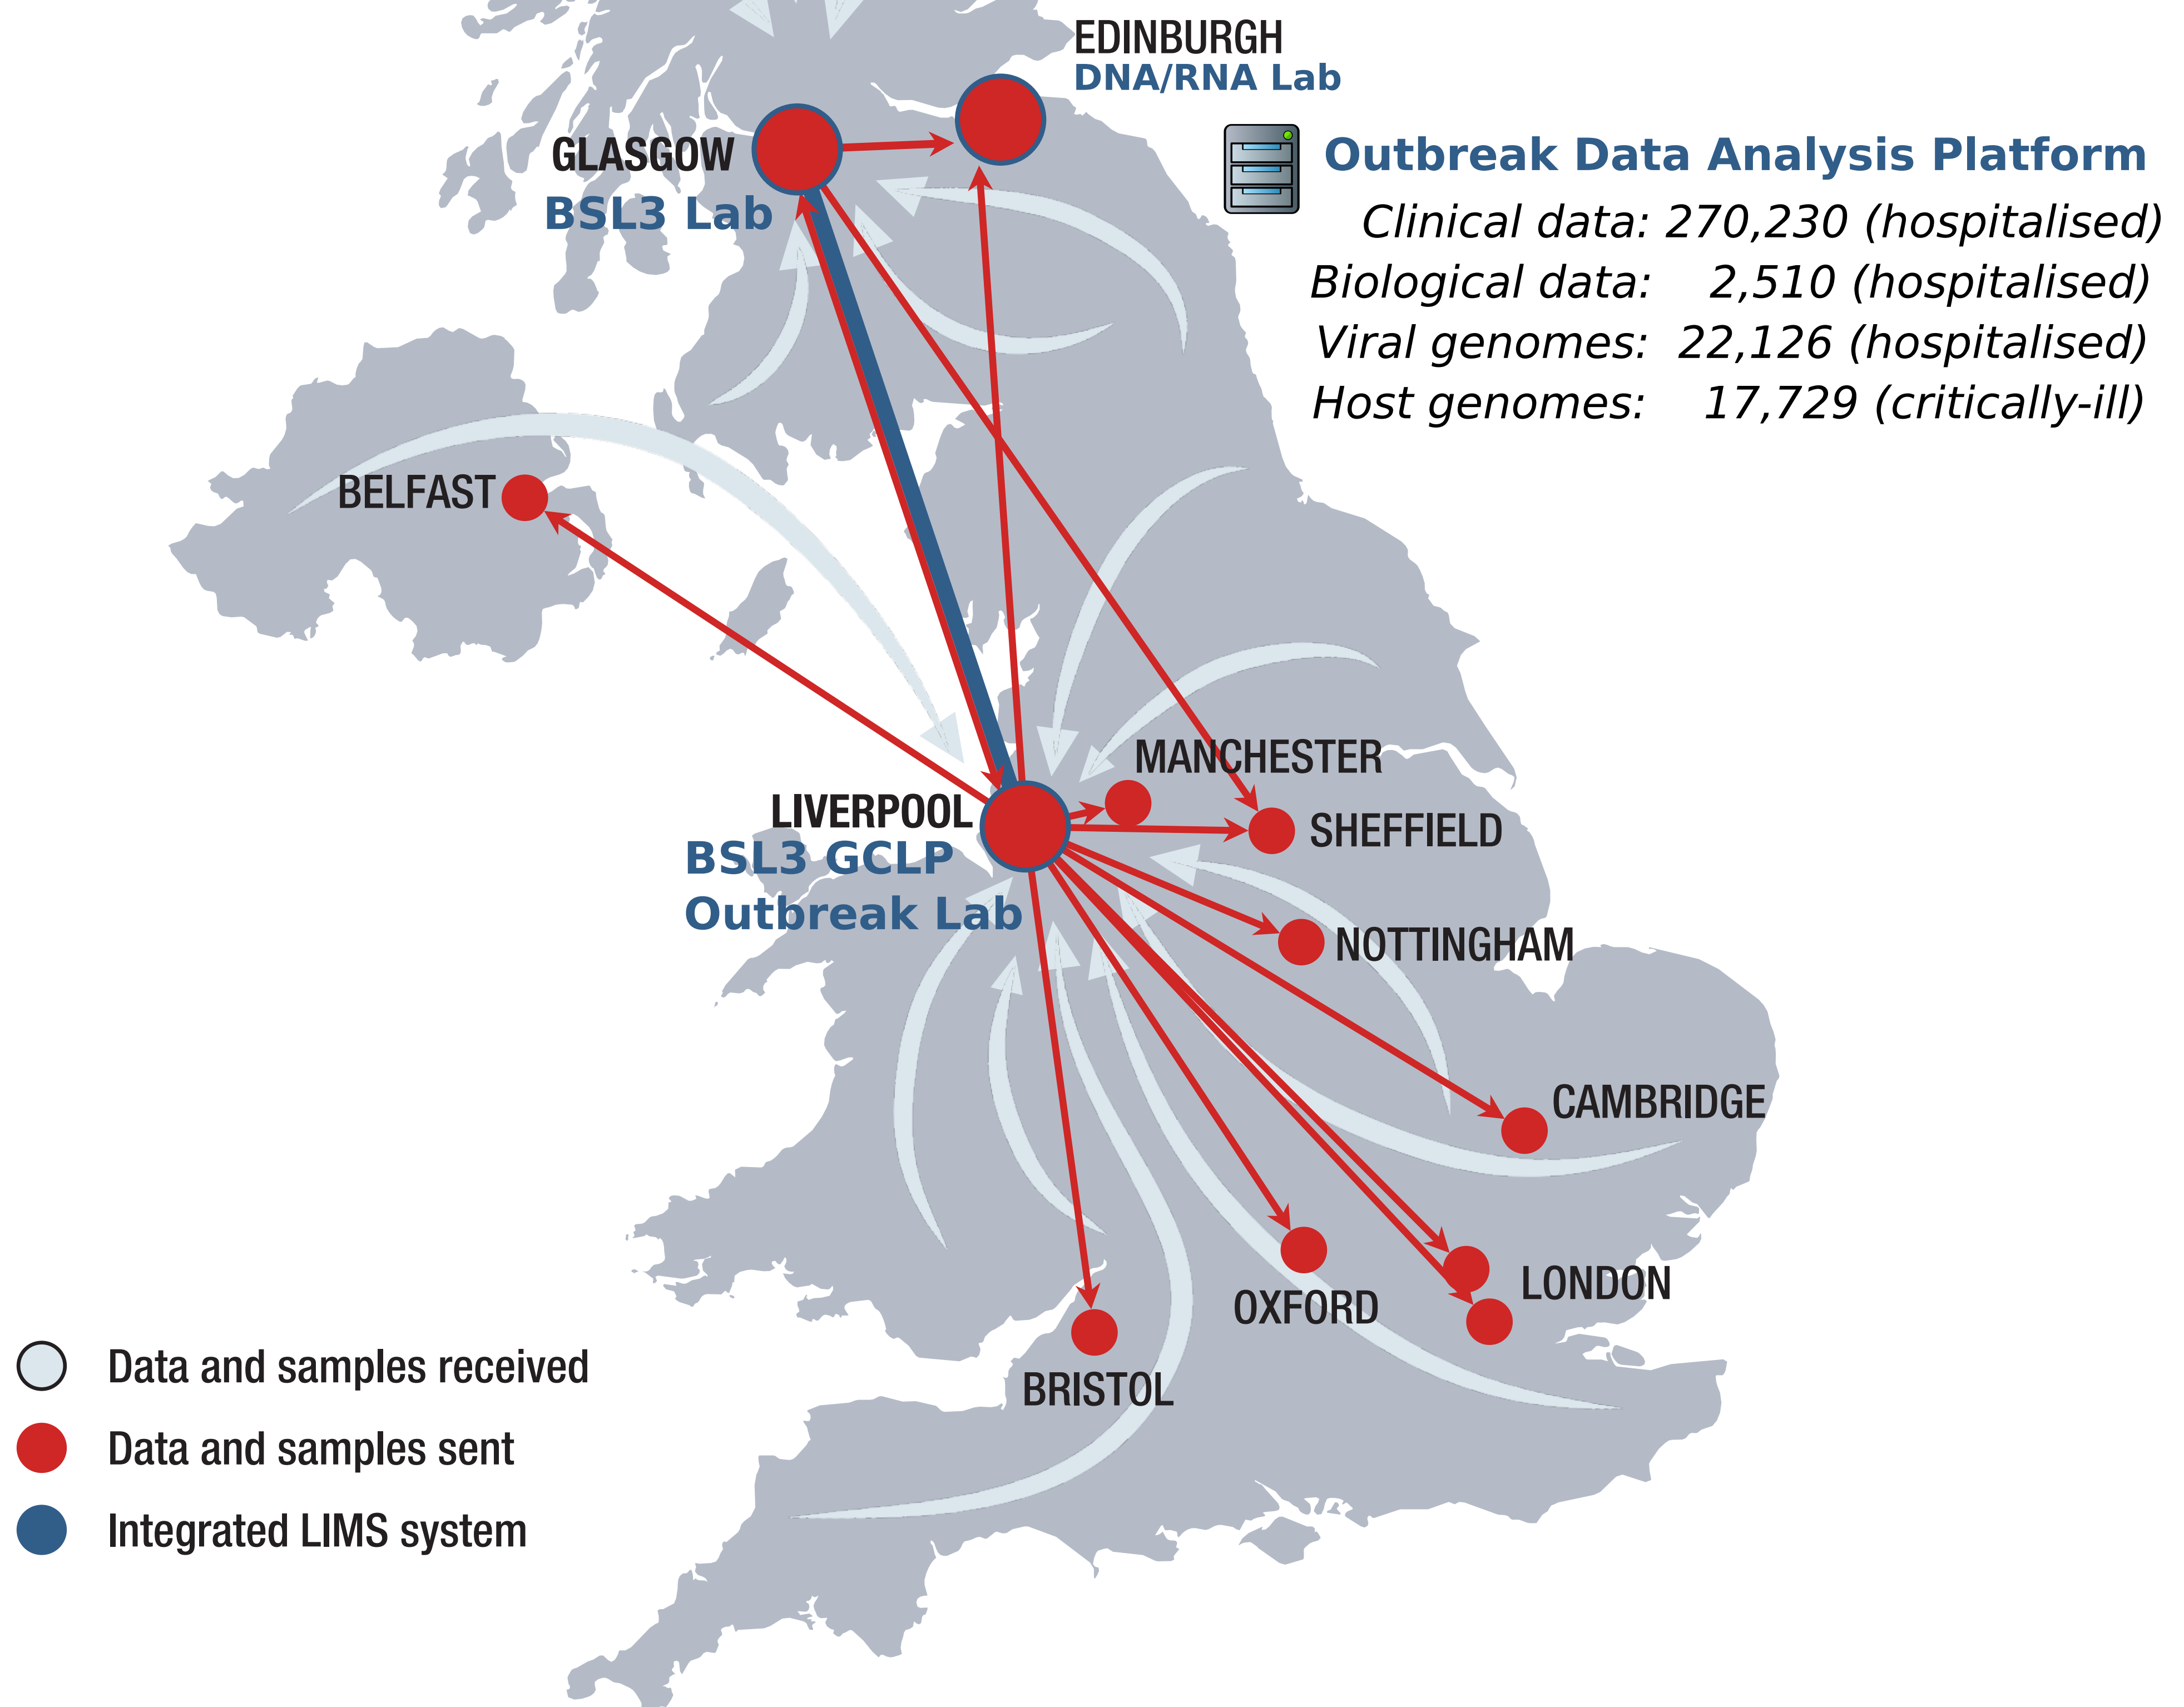 EDINBURGH
DNA/RNA Lab
GLASGOW
BSL3 Lab
Outbreak Data Analysis Platform
Clinical data: 270,230 (hospitalised)
Biological data: 2,510 (hospitalised)
Viral genomes: 22,126 (hospitalised)
Host genomes: 17,729 (critically-ill)
BELFAST
MANCHESTER
LIVERPOOL
BSL3 GCLP
Outbreak Lab
SHEFFIELD
NOTTINGHAM
CAMBRIDGE
LONDON
OXFORD
BRISTOL
Data and samples received
Data and samples sent
Integrated LIMS system